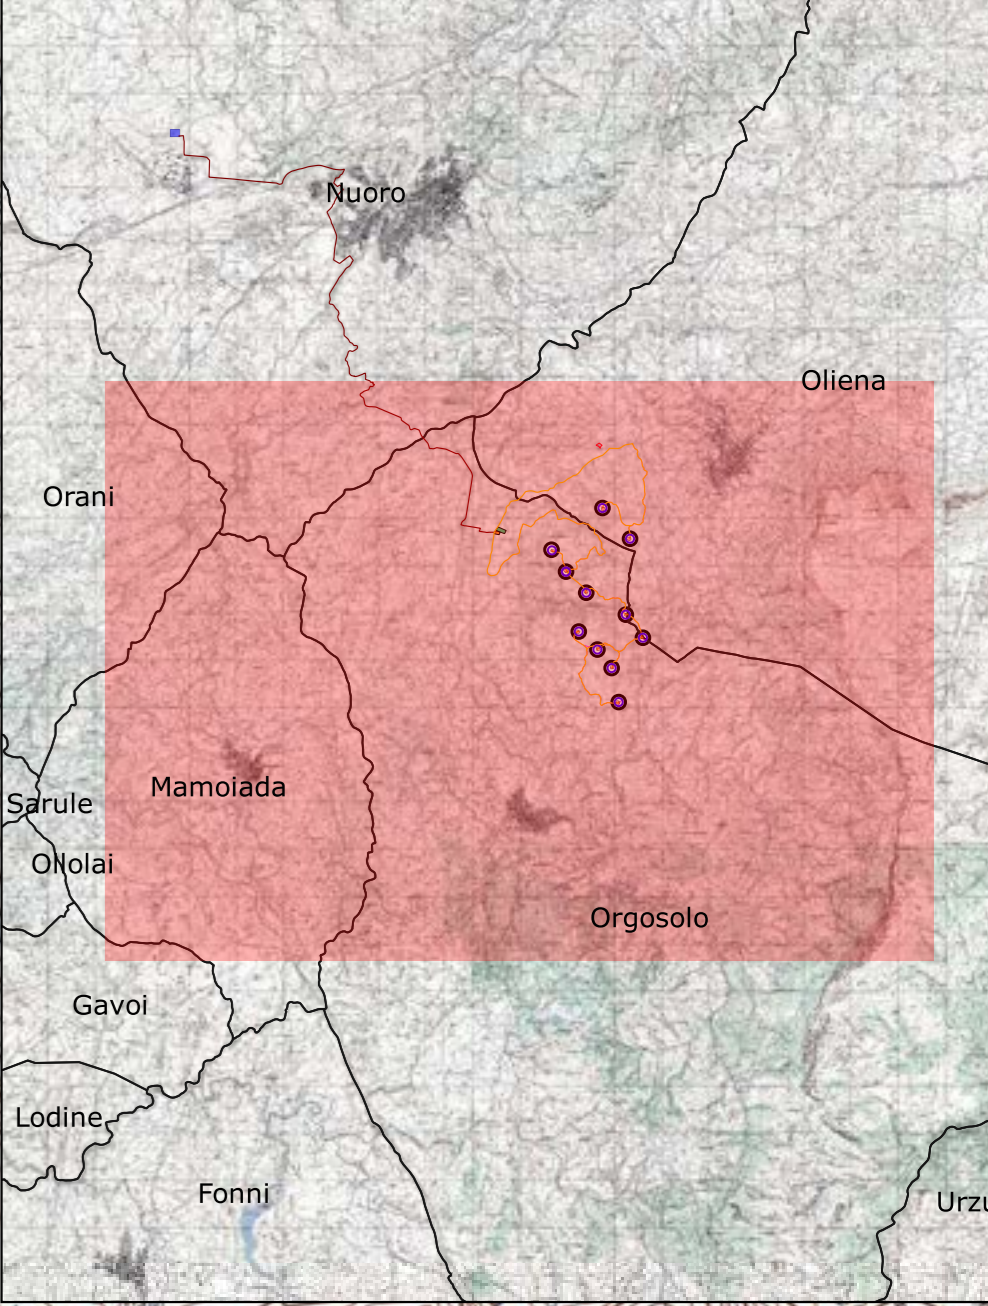 Nuoro
Oliena
Orani
Mamoiada
Sarule
Ollolai
Orgosolo
Gavoi
Lodine
Fonni
Urzu